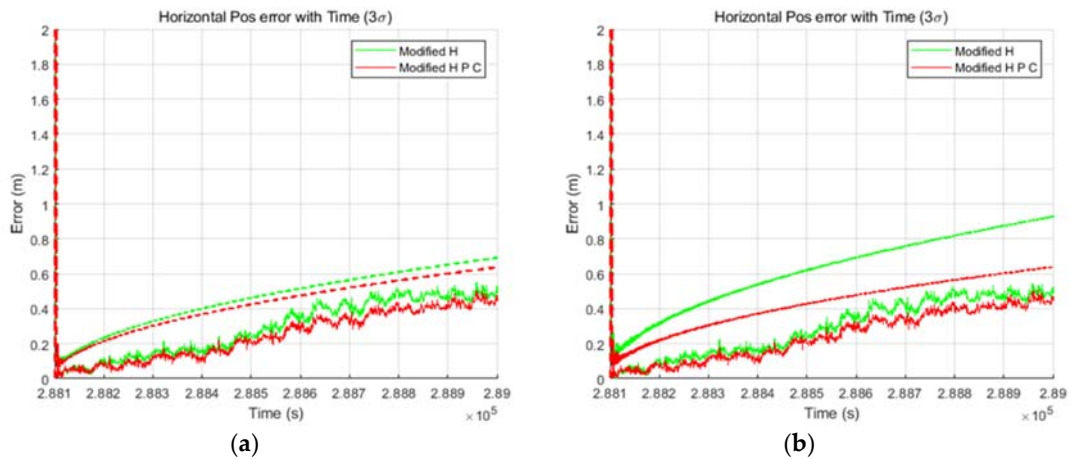 Horizontal Pos error with Time (3σ)
Modified H
Modified H P C
Error (m)
2
1.8
1.6
1.4
1.2
1
0.8
0.6
0.4
0.2
0
2.881 2.882 2.883 2.884 2.885 2.886 2.887 2.888 2.889 2.89
Time (s)
×10⁵
(a)
Horizontal Pos error with Time (3σ)
Modified H
Modified H P C
Error (m)
2
1.8
1.6
1.4
1.2
1
0.8
0.6
0.4
0.2
0
2.881 2.882 2.883 2.884 2.885 2.886 2.887 2.888 2.889 2.89
Time (s)
×10⁵
(b)